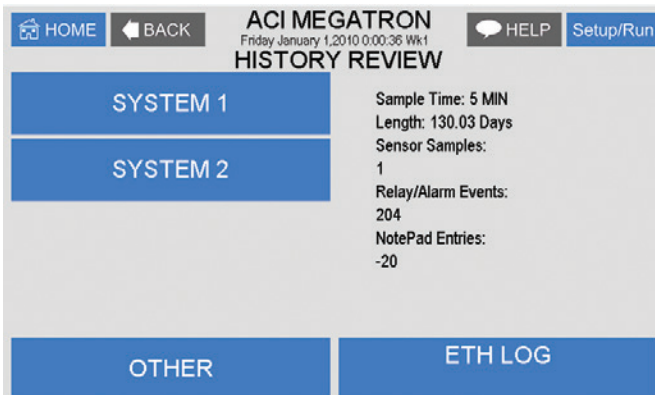 HOME
BACK
ACI MEGATRON
Friday January 1,2010 0:00:36 Wk1
HISTORY REVIEW
HELP
Setup/Run
SYSTEM 1
SYSTEM 2
Sample Time: 5 MIN
Length: 130.03 Days
Sensor Samples:
1
Relay/Alarm Events:
204
NotePad Entries:
-20
OTHER
ETH LOG